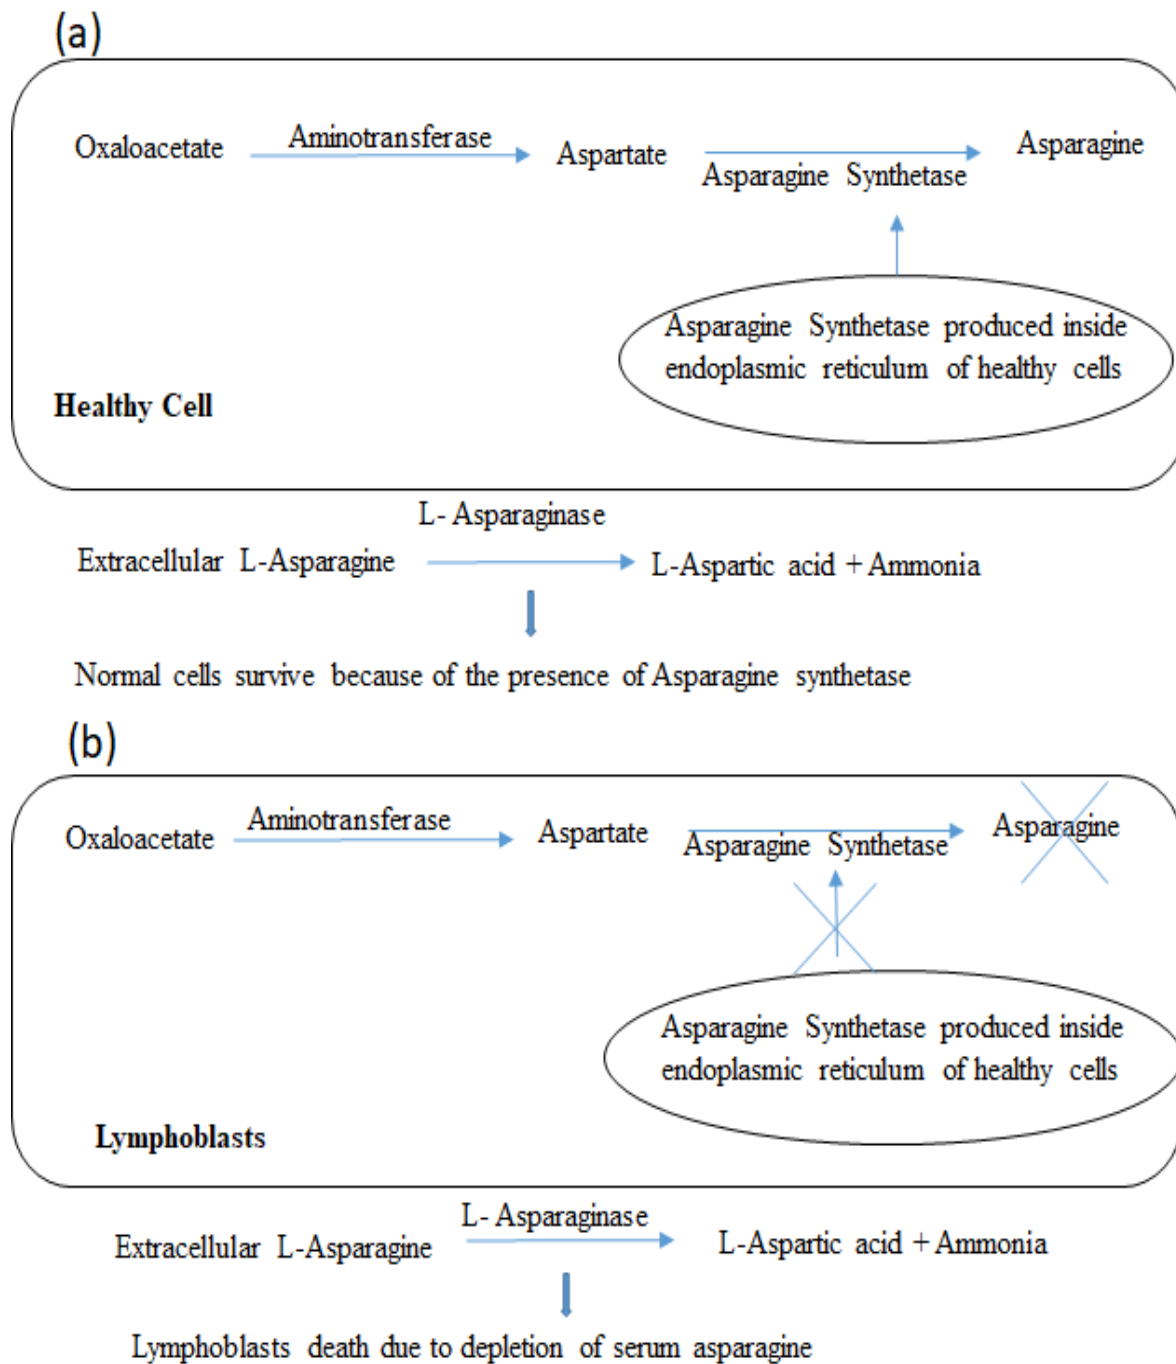 (a)
Oxaloacetate Aminotransferase Aspartate Asparagine
Asparagine Synthetase
Asparagine Synthetase produced inside
endoplasmic reticulum of healthy cells
Healthy Cell
L- Asparaginase
Extracellular L-Asparagine L-Aspartic acid + Ammonia
Normal cells survive because of the presence of Asparagine synthetase
(b)
Oxaloacetate Aminotransferase Aspartate Asparagine
Asparagine Synthetase
Asparagine Synthetase produced inside
endoplasmic reticulum of healthy cells
Lymphoblasts
L- Asparaginase
Extracellular L-Asparagine L-Aspartic acid + Ammonia
Lymphoblasts death due to depletion of serum asparagine